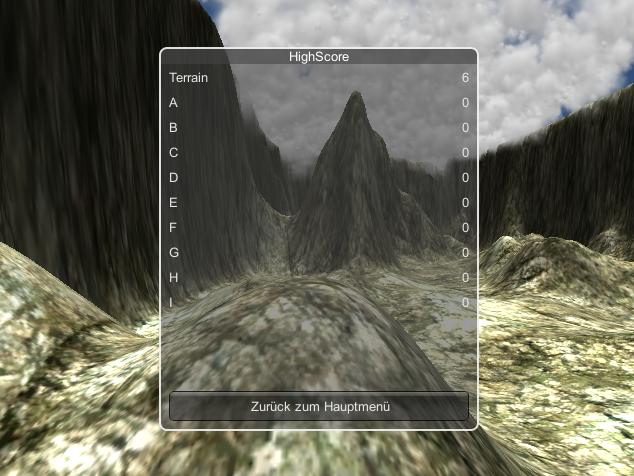 HighScore
Terrain 6
A 0
B 0
C 0
D 0
E 0
F 0
G 0
H 0
I 0
Zurück zum Hauptmenü